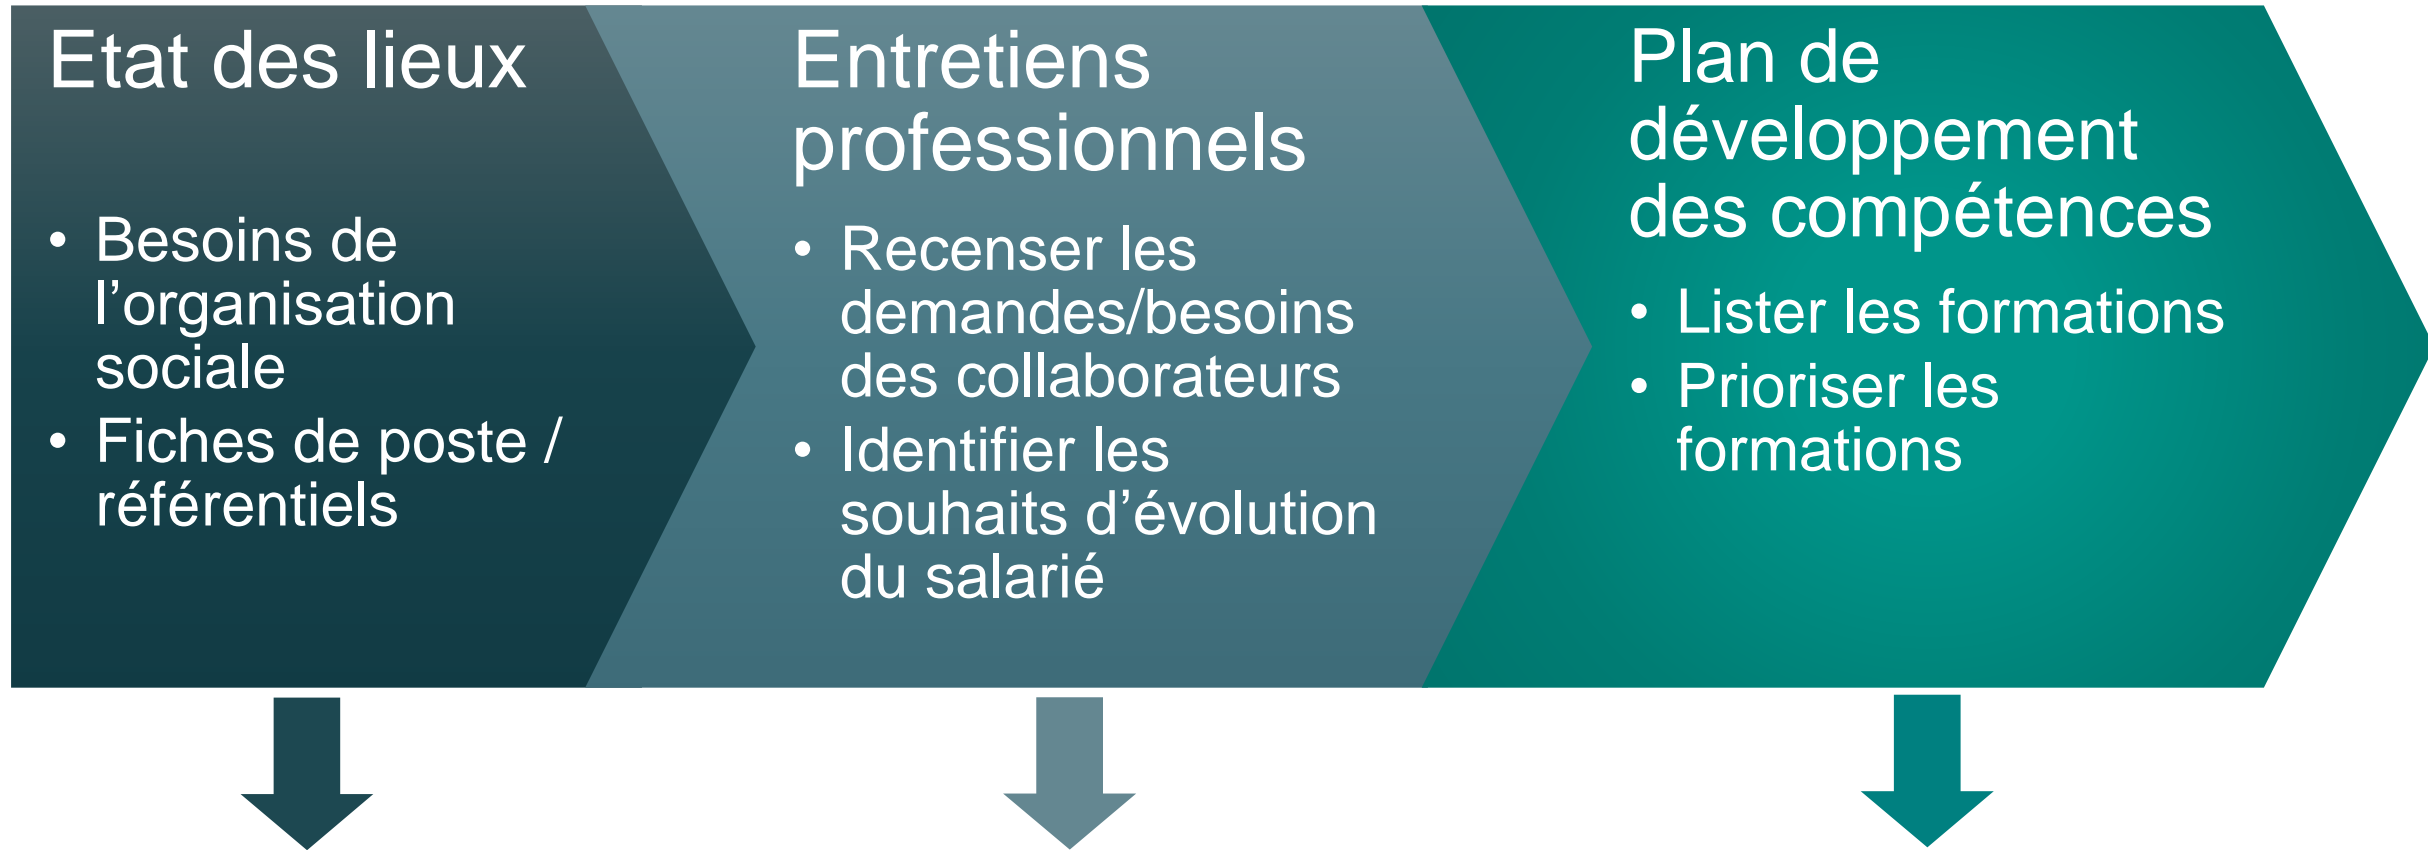 Etat des lieux
• Besoins de
l’organisation
sociale
• Fiches de poste /
référentiels
Entretiens
professionnels
• Recenser les
demandes/besoins
des collaborateurs
• Identifier les
souhaits d’évolution
du salarié
Plan de
développement
des compétences
• Lister les formations
• Prioriser les
formations